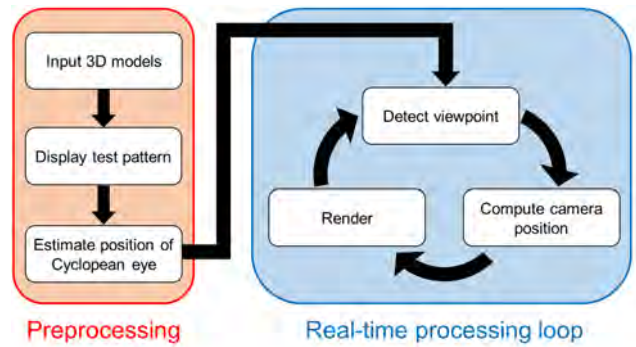 Input 3D models
Display test pattern
Estimate position of
Cyclopean eye
Preprocessing
Detect viewpoint
Compute camera
position
Render
Real-time processing loop